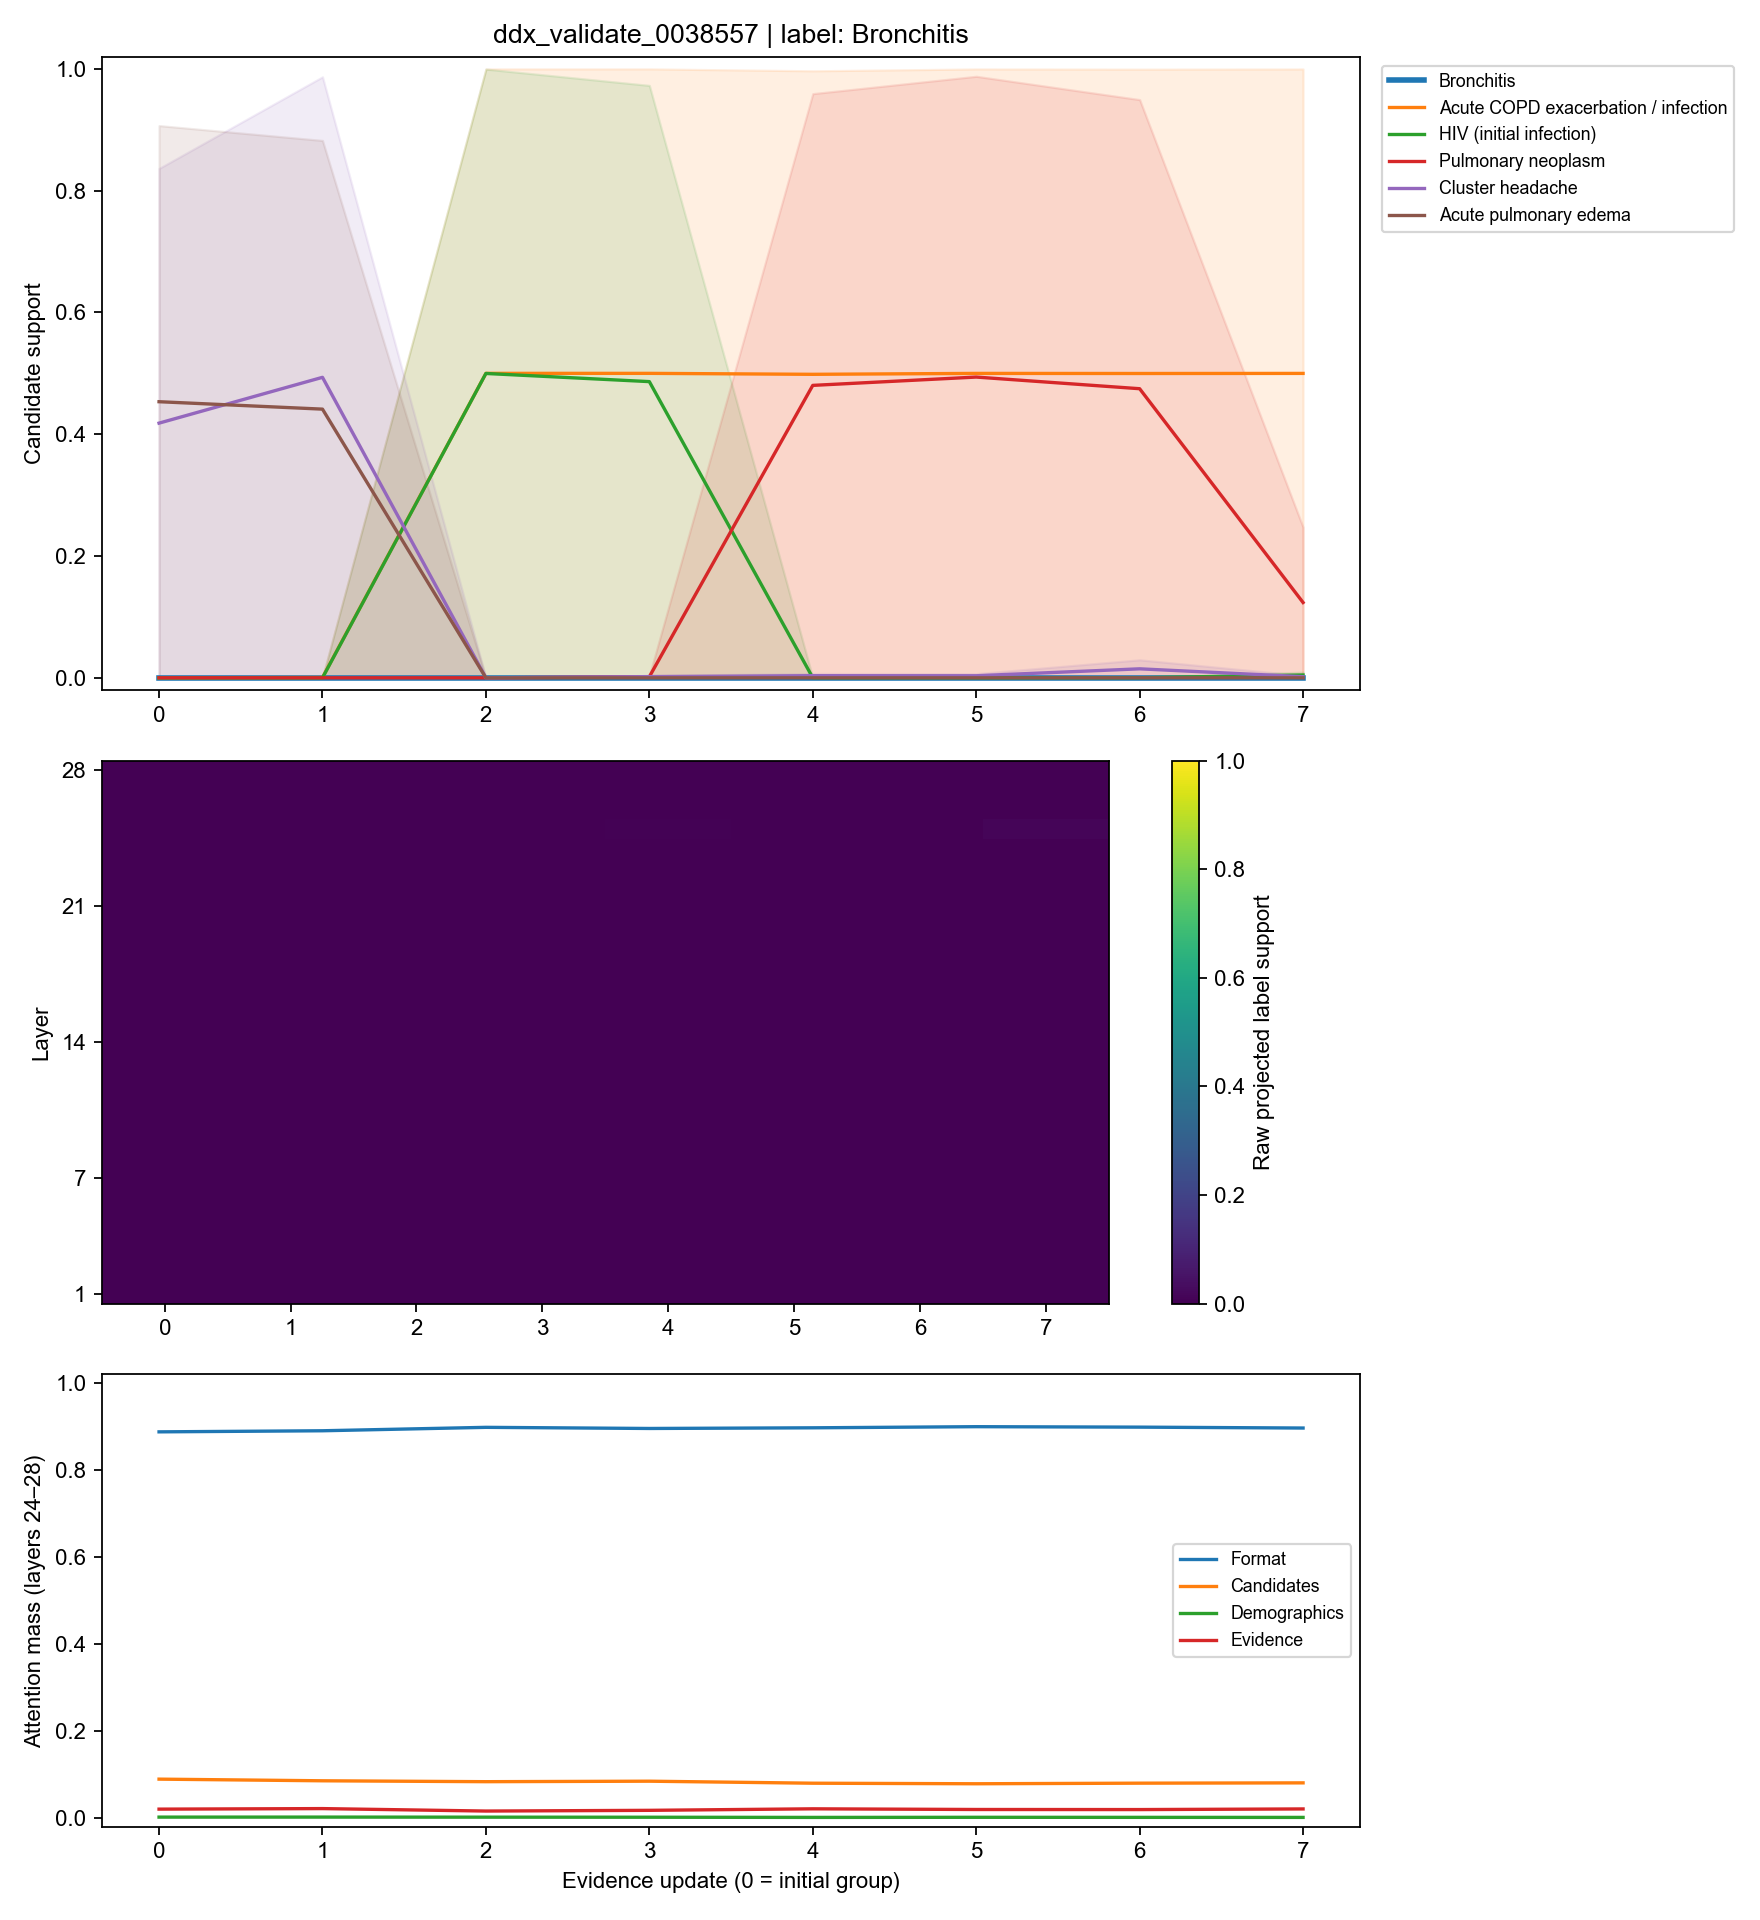 ddx_validate_0038557 | label: Bronchitis
1.0
0.8
0.6
0.4
0.2
0.0
Candidate support
0 1 2 3 4 5 6 7
Bronchitis
Acute COPD exacerbation / infection
HIV (initial infection)
Pulmonary neoplasm
Cluster headache
Acute pulmonary edema
28
21
14
7
1
Layer
0 1 2 3 4 5 6 7
1.0
0.8
0.6
0.4
0.2
0.0
Raw projected label support
1.0
0.8
0.6
0.4
0.2
0.0
Attention mass (layers 24–28)
Format
Candidates
Demographics
Evidence
0 1 2 3 4 5 6 7
Evidence update (0 = initial group)